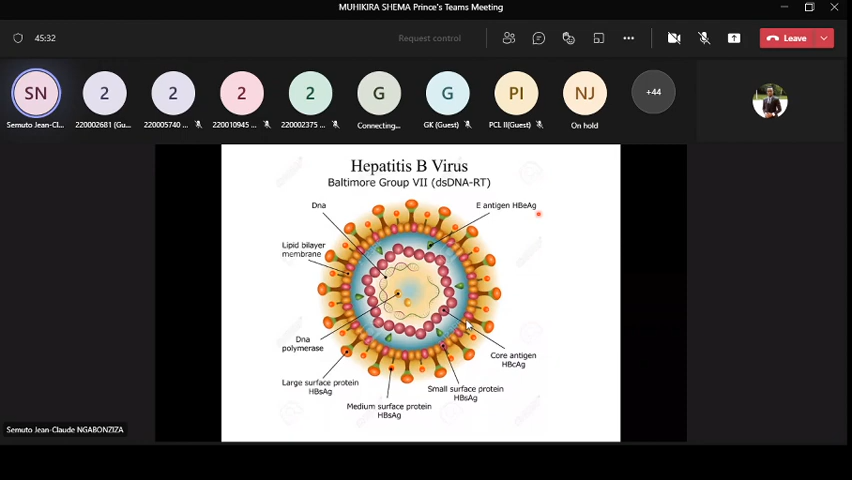 MUHIKIRA SHEMA Prince's Teams Meeting
45:32
Request control
Leave
SN
2
2
2
2
G
G
PI
NJ
+44
Semuto Jean-Cl...
220002681 (Gu...
220005740 ...
220010945 ...
220002375 ...
Connecting...
GK (Guest)
PCL II(Guest)
On hold
Hepatitis B Virus
Baltimore Group VII (dsDNA-RT)
Dna
E antigen HBeAg
Lipid bilayer
membrane
Dna
polymerase
Core antigen
HBcAg
Large surface protein
HBsAg
Small surface protein
HBsAg
Medium surface protein
HBsAg
Semuto Jean-Claude NGABONZIZA